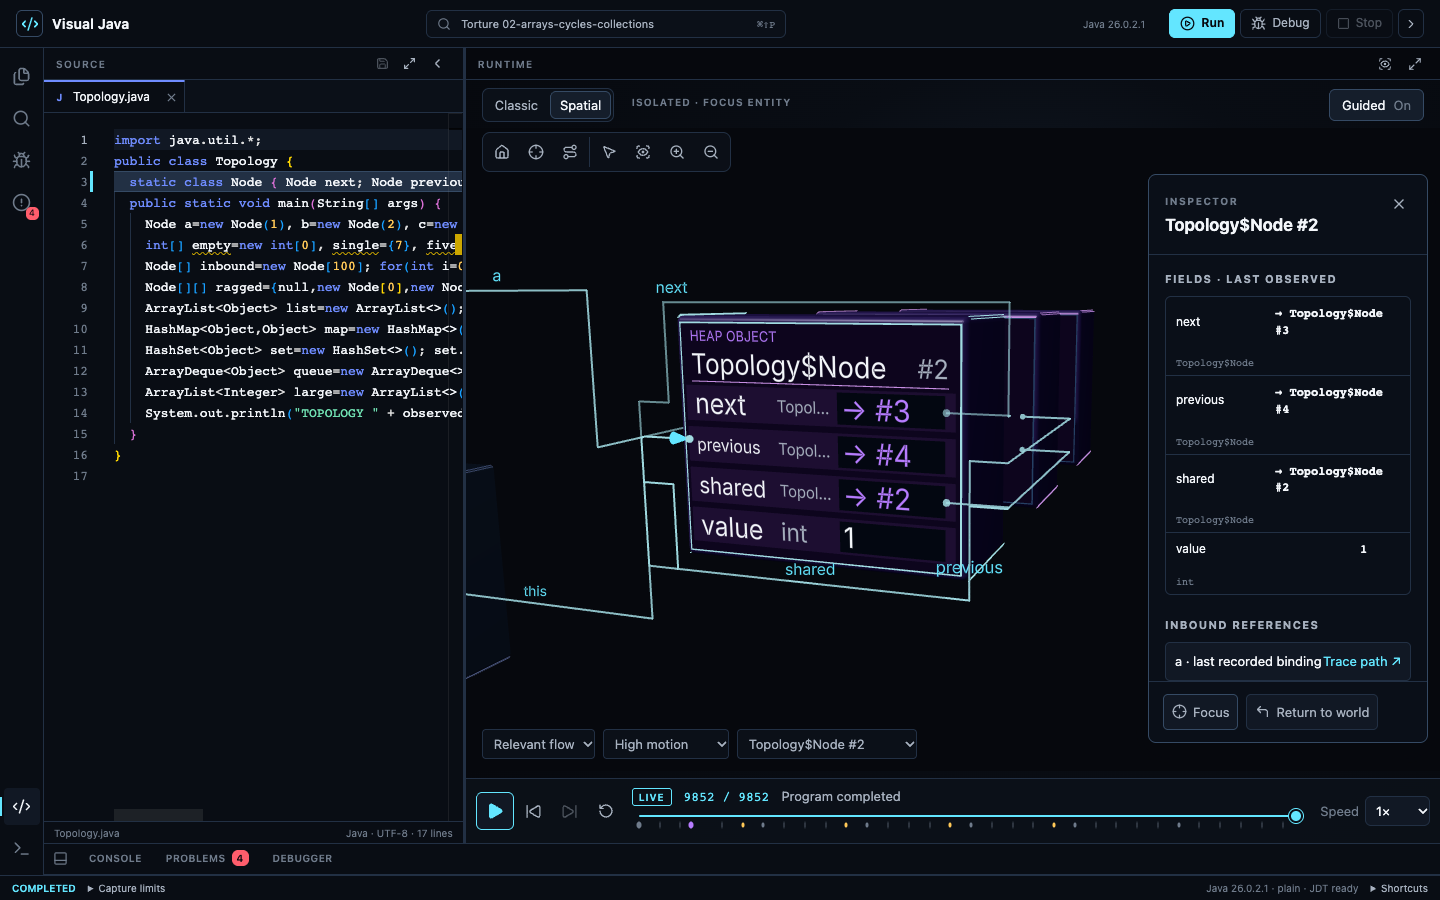 Visual Java
Torture 02-arrays-cycles-collections
⌘⇧P
Java 26.0.2.1
Run
Debug
Stop
SOURCE
J Topology.java
1 import java.util.*;
2 public class Topology {
3 static class Node { Node next; Node previou
4 public static void main(String[] args) {
5 Node a=new Node(1), b=new Node(2), c=new
6 int[] empty=new int[0], single={7}, five
7 Node[] inbound=new Node[100]; for(int i=0
8 Node[][] ragged={null,new Node[0],new Nod
9 ArrayList<Object> list=new ArrayList<>();
10 HashMap<Object,Object> map=new HashMap<>(
11 HashSet<Object> set=new HashSet<>(); set.
12 ArrayDeque<Object> queue=new ArrayDeque<>
13 ArrayList<Integer> large=new ArrayList<>(
14 System.out.println("TOPOLOGY " + observed
15 }
16 }
17
Topology.java
Java · UTF-8 · 17 lines
RUNTIME
Classic
Spatial
ISOLATED · FOCUS ENTITY
Guided On
a
next
HEAP OBJECT
Topology$Node #2
next Topol... → #3
previous Topol... → #4
shared Topol... → #2
value int 1
shared
previous
this
INSPECTOR
Topology$Node #2
FIELDS · LAST OBSERVED
next → Topology$Node
#3
Topology$Node
previous → Topology$Node
#4
Topology$Node
shared → Topology$Node
#2
Topology$Node
value 1
int
INBOUND REFERENCES
a · last recorded binding Trace path ↗
Focus
Return to world
Relevant flow
High motion
Topology$Node #2
LIVE 9852 / 9852 Program completed
Speed 1×
4
CONSOLE
PROBLEMS 4
DEBUGGER
COMPLETED
Capture limits
Java 26.0.2.1 · plain · JDT ready
Shortcuts